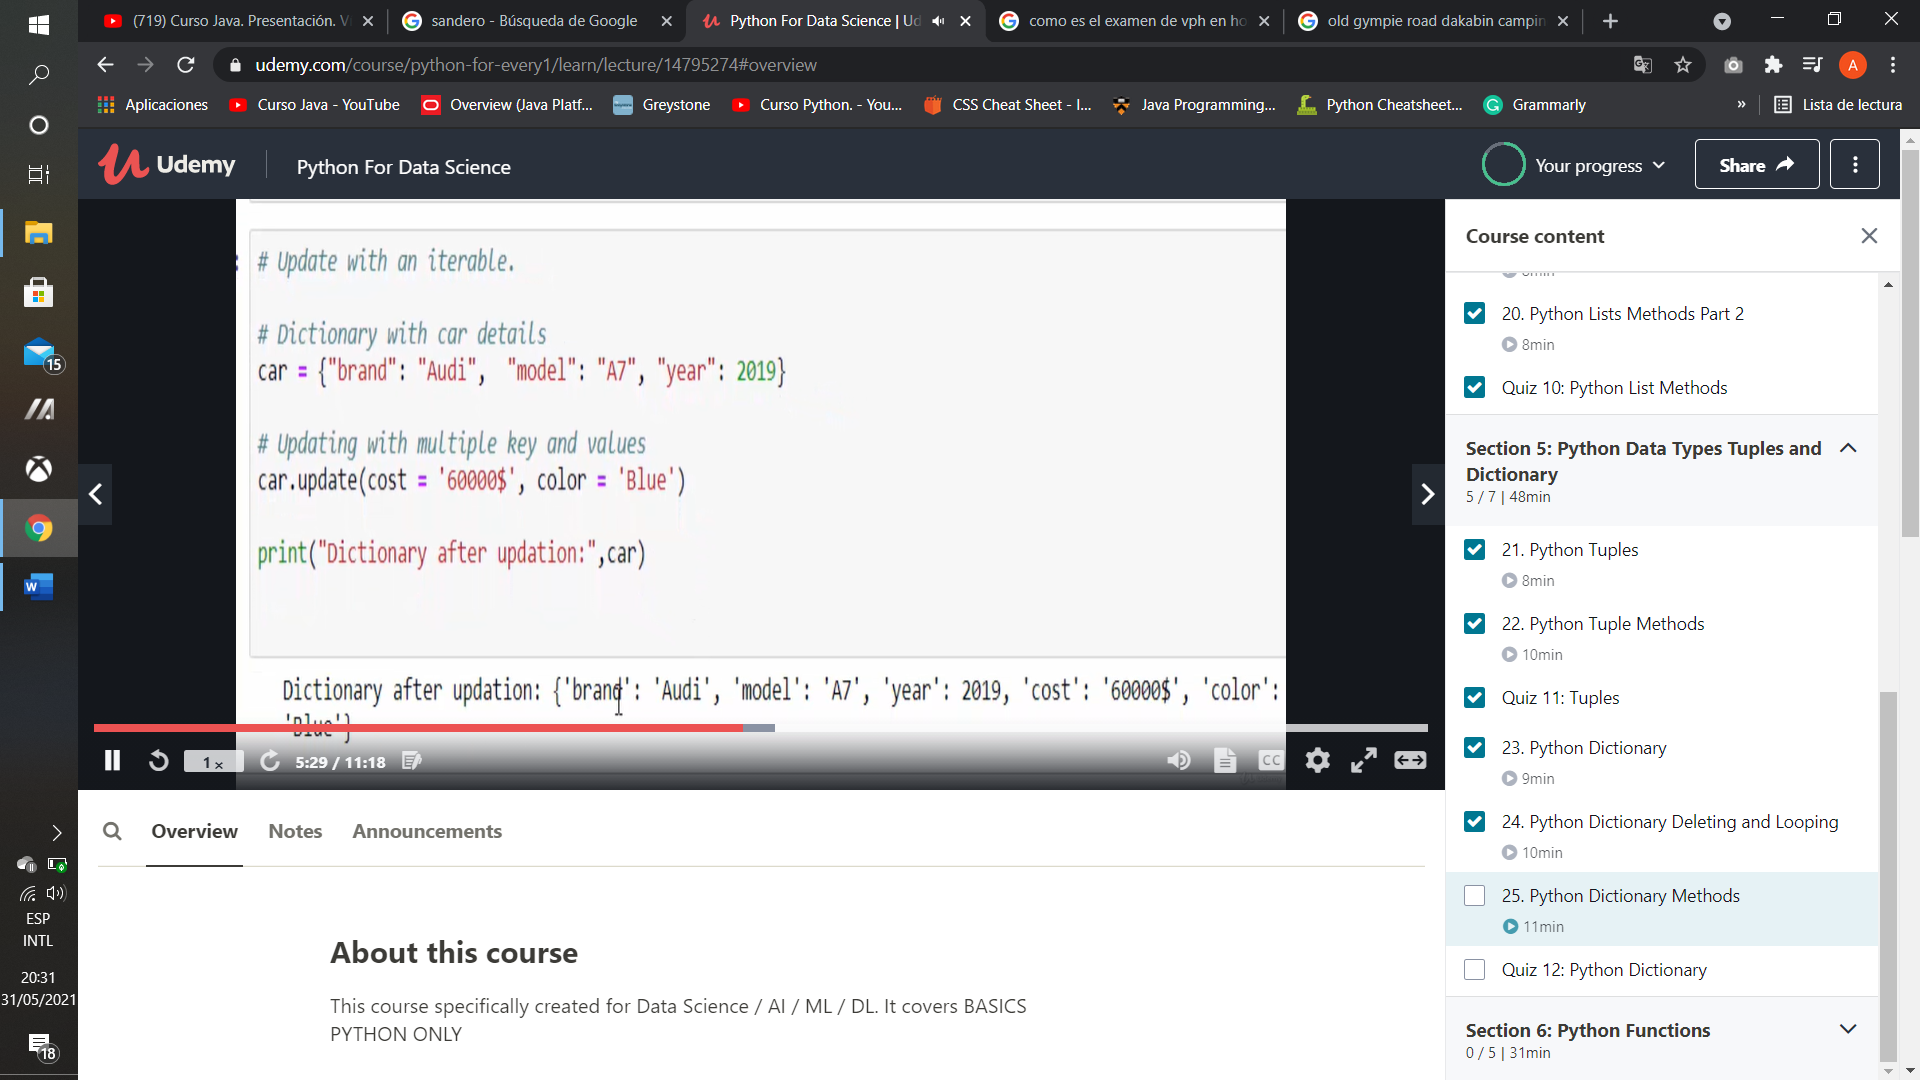 (719) Curso Java. Presentación. V
sandero - Búsqueda de Google
Python For Data Science | Ud
como es el examen de vph en ho
old gympie road dakabin campin
udemy.com/course/python-for-every1/learn/lecture/14795274#overview
A
Aplicaciones
Curso Java - YouTube
Overview (Java Platf...
Greystone
Curso Python. - You...
CSS Cheat Sheet - I...
Java Programming...
Python Cheatsheet...
Grammarly
»
Lista de lectura
Udemy
Python For Data Science
Your progress
Share
# Update with an iterable.
# Dictionary with car details
car = {"brand": "Audi", "model": "A7", "year": 2019}
# Updating with multiple key and values
car.update(cost = '60000$', color = 'Blue')
print("Dictionary after updation:",car)
Dictionary after updation: {'brand': 'Audi', 'model': 'A7', 'year': 2019, 'cost': '60000$', 'color':
'Blue'}
1 x
5:29 / 11:18
CC
Overview
Notes
Announcements
About this course
This course specifically created for Data Science / AI / ML / DL. It covers BASICS
PYTHON ONLY
Course content
20. Python Lists Methods Part 2
8min
Quiz 10: Python List Methods
Section 5: Python Data Types Tuples and
Dictionary
5 / 7 | 48min
21. Python Tuples
8min
22. Python Tuple Methods
10min
Quiz 11: Tuples
23. Python Dictionary
9min
24. Python Dictionary Deleting and Looping
10min
25. Python Dictionary Methods
11min
Quiz 12: Python Dictionary
Section 6: Python Functions
0 / 5 | 31min
15
ESP
INTL
20:31
31/05/2021
18